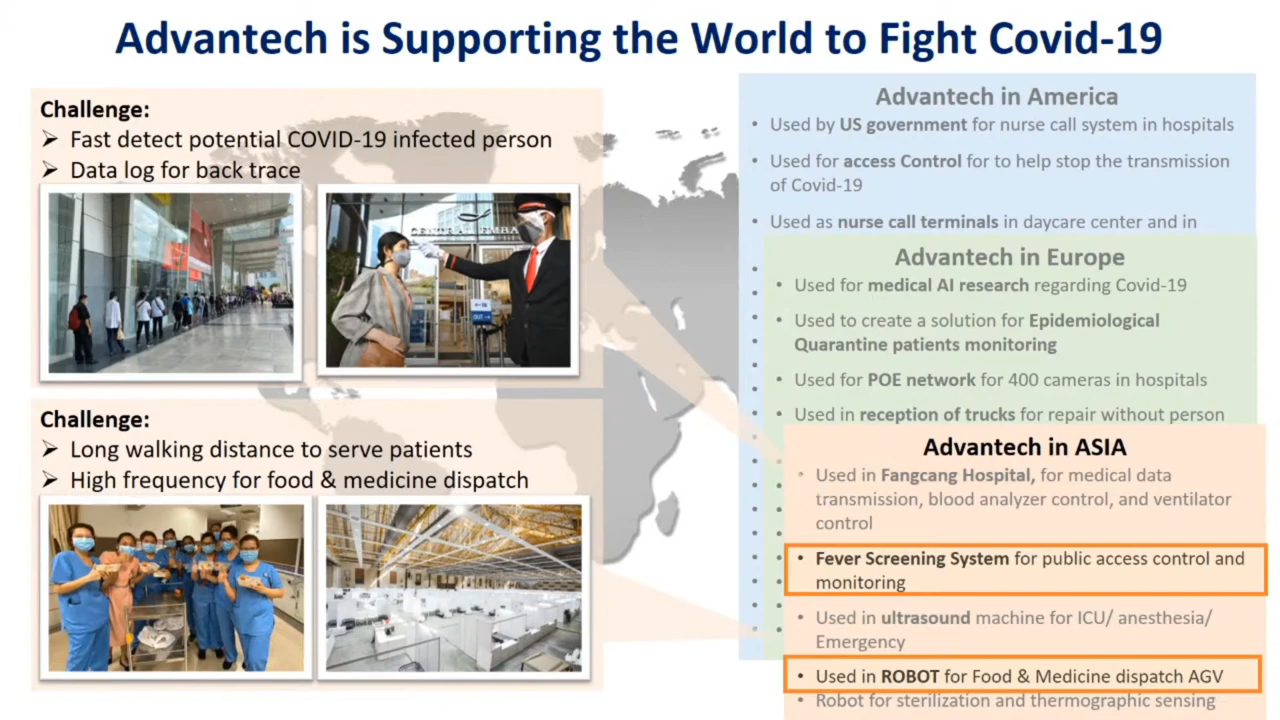 Advantech is Supporting the World to Fight Covid-19
Challenge:
➢ Fast detect potential COVID-19 infected person
➢ Data log for back trace
CENTRAL EMBA
IN
OUT
Challenge:
➢ Long walking distance to serve patients
➢ High frequency for food & medicine dispatch
Advantech in America
• Used by US government for nurse call system in hospitals
• Used for access Control for to help stop the transmission
of Covid-19
• Used as nurse call terminals in daycare center and in
Advantech in Europe
• Used for medical AI research regarding Covid-19
• Used to create a solution for Epidemiological
Quarantine patients monitoring
• Used for POE network for 400 cameras in hospitals
• Used in reception of trucks for repair without person
Advantech in ASIA
• Used in Fangcang Hospital, for medical data
transmission, blood analyzer control, and ventilator
control
• Fever Screening System for public access control and
monitoring
• Used in ultrasound machine for ICU/ anesthesia/
Emergency
• Used in ROBOT for Food & Medicine dispatch AGV
Robot for sterilization and thermographic sensing